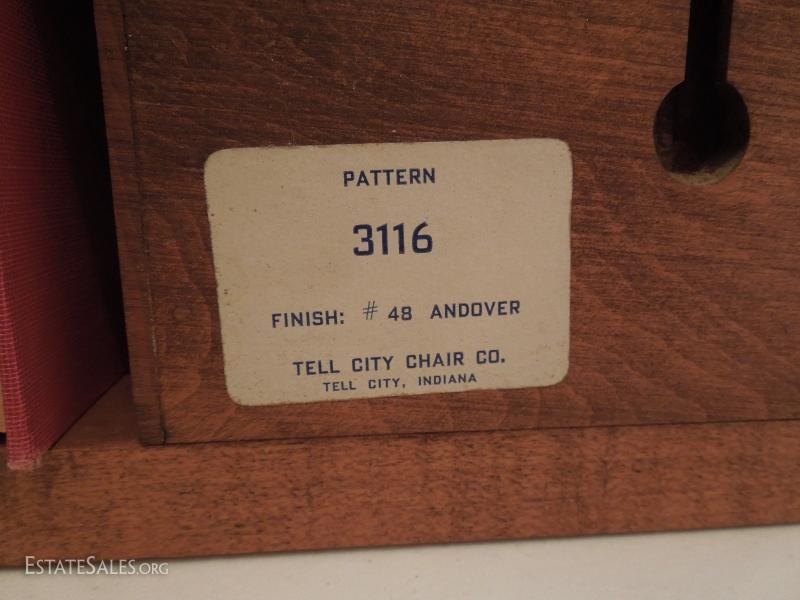 PATTERN
3116
FINISH: # 48 ANDOVER
TELL CITY CHAIR CO.
TELL CITY, INDIANA
ESTATESALES.ORG